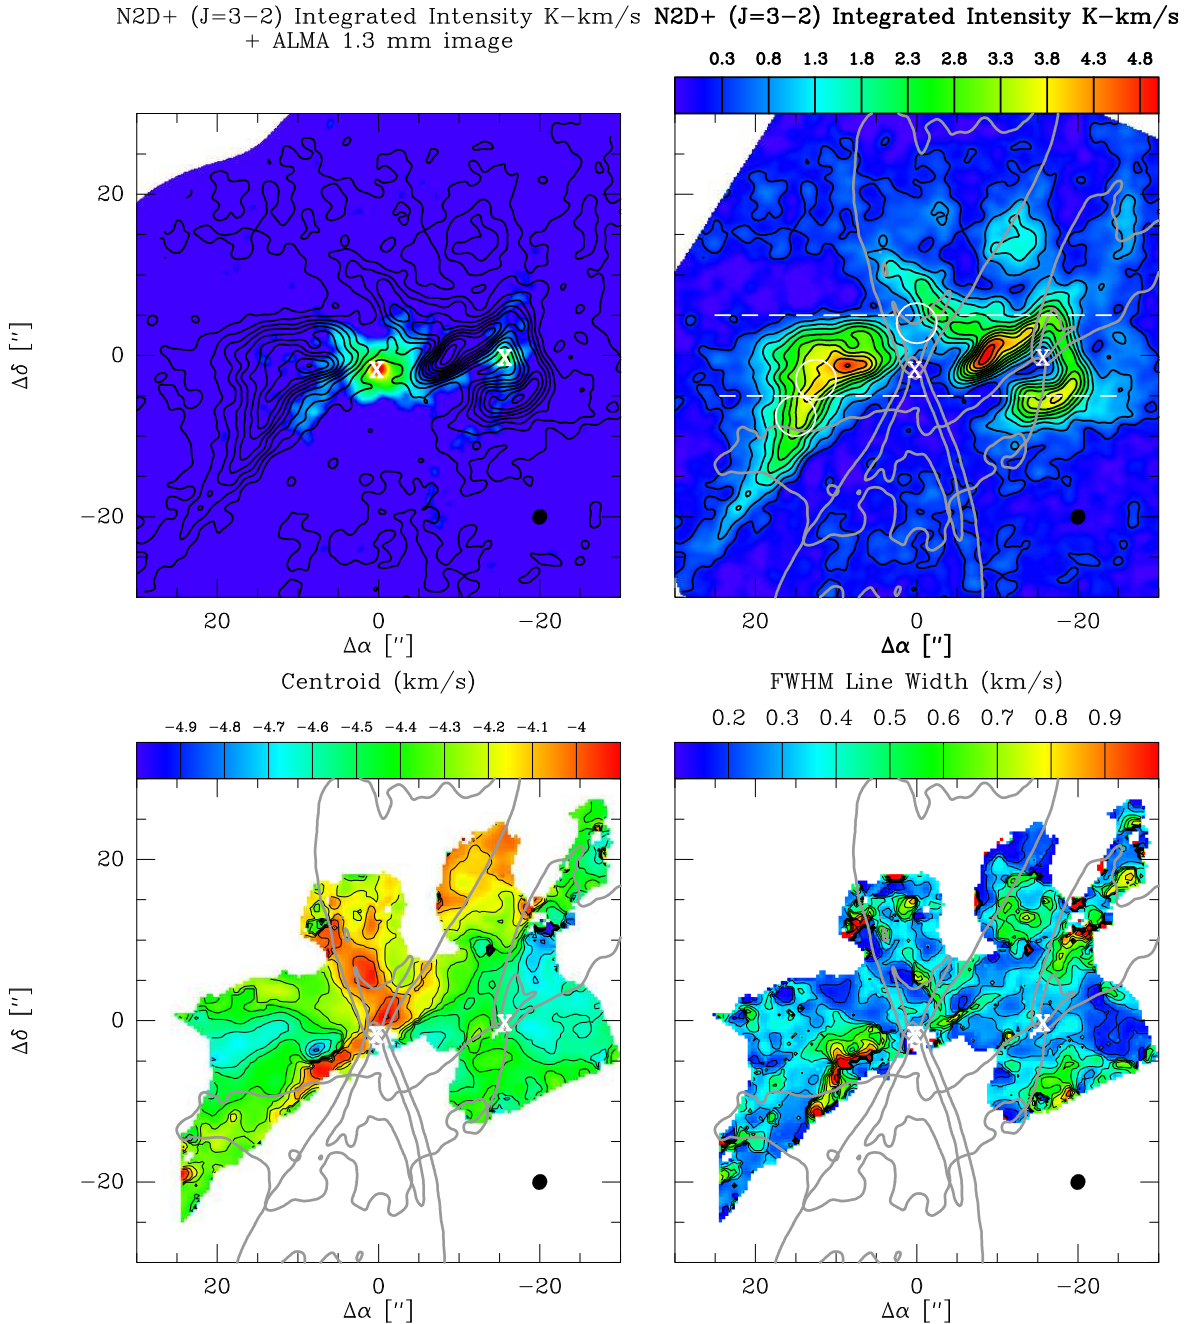 N2D+ (J=3−2) Integrated Intensity K−km/s
+ ALMA 1.3 mm image
N2D+ (J=3−2) Integrated Intensity K−km/s
0.3 0.8 1.3 1.8 2.3 2.8 3.3 3.8 4.3 4.8
20
0
−20
Δδ [″]
X X
X X
20 0 −20
20 0 −20
Δα [″]
Δα [″]
Centroid (km/s)
FWHM Line Width (km/s)
−4.9 −4.8 −4.7 −4.6 −4.5 −4.4 −4.3 −4.2 −4.1 −4
0.2 0.3 0.4 0.5 0.6 0.7 0.8 0.9
20
0
−20
Δδ [″]
X X
X X
20 0 −20
20 0 −20
Δα [″]
Δα [″]